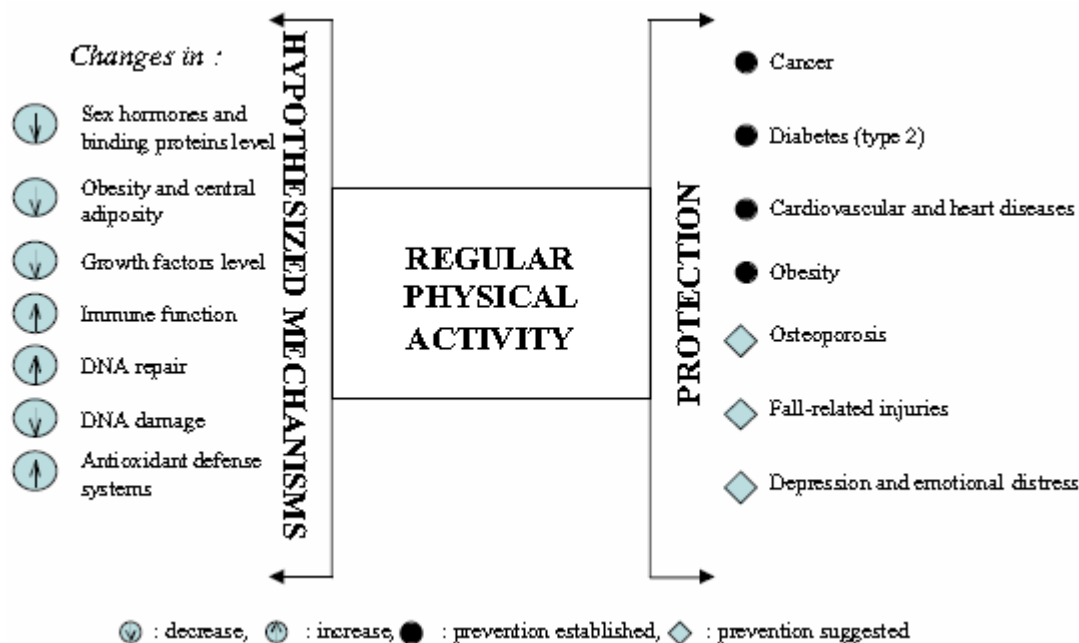 Changes in :
Sex hormones and
binding proteins level
Obesity and central
adiposity
Growth factors level
Immune function
DNA repair
DNA damage
Antioxidant defense
systems
HYPOTHESIZED MECHANISMS
REGULAR
PHYSICAL
ACTIVITY
PROTECTION
Cancer
Diabetes (type 2)
Cardiovascular and heart diseases
Obesity
Osteoporosis
Fall-related injuries
Depression and emotional distress
: decrease, : increase, : prevention established, : prevention suggested